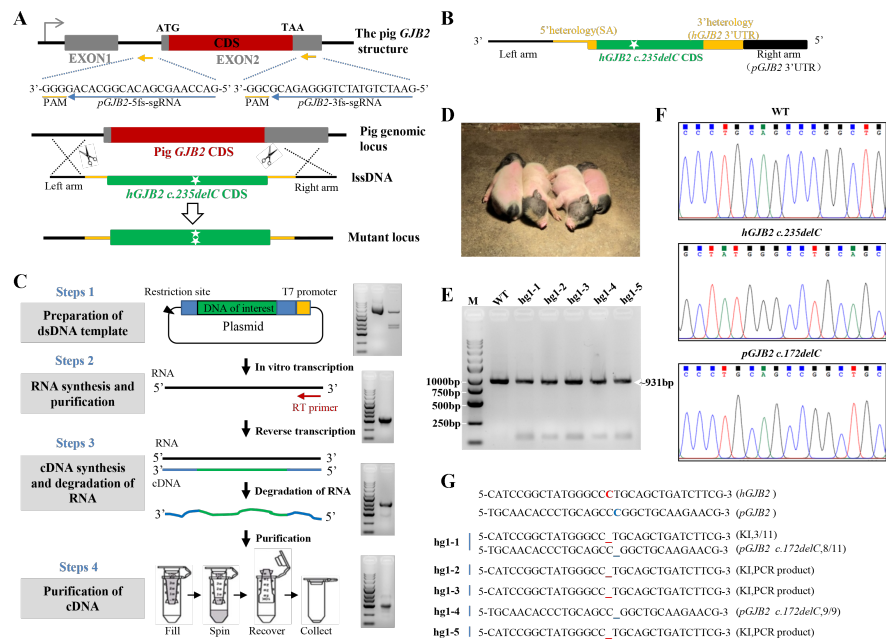 A
ATG
TAA
CDS
The pig GJB2
structure
EXON1
EXON2
3'-GGGGACACGGCACAGCGAACCAG-5'
3'-GGCGCAGAGGGTCTATGTCTAAG-5'
PAM
pGJB2-5fs-sgRNA
PAM
pGJB2-3fs-sgRNA
Pig GJB2 CDS
Pig genomic
locus
Left arm
hGJB2 c.235delC CDS
Right arm
lssDNA
Mutant locus
B
3'
5'heterology(SA)
3'heterology
(hGJB2 3'UTR)
5'
Left arm
hGJB2 c.235delC CDS
Right arm
(pGJB2 3'UTR)
C
Steps 1
Preparation of
dsDNA template
Restriction site
T7 promoter
DNA of interest
Plasmid
In vitro transcription
Steps 2
RNA synthesis and
purification
RNA
5'
3'
RT primer
Reverse transcription
Steps 3
cDNA synthesis
and degradation of
RNA
RNA
5'
3'
3'
5'
cDNA
Degradation of RNA
3'
5'
Purification
Steps 4
Purification of
cDNA
Fill
Spin
Recover
Collect
D
E
M
WT
hg1-1
hg1-2
hg1-3
hg1-4
hg1-5
1000bp
750bp
500bp
250bp
~931bp
F
WT
C C C T G C A G C C C G G C T G
hGJB2 c.235delC
G C T A T G G G C C T G C A G C
pGJB2 c.172delC
C C C T G C A G C C G G C T G C
G
5-CATCCGGCTATGGGCCCTGCAGCTGATCTTCG-3 (hGJB2 )
5-TGCAACACCCTGCAGCCCGGCTGCAAGAACG-3 (pGJB2 )
hg1-1
5-CATCCGGCTATGGGCC_TGCAGCTGATCTTCG-3 (KI,3/11)
5-TGCAACACCCTGCAGCC_GGCTGCAAGAACG-3 (pGJB2 c.172delC,8/11)
hg1-2 5-CATCCGGCTATGGGCC_TGCAGCTGATCTTCG-3 (KI,PCR product)
hg1-3 5-CATCCGGCTATGGGCC_TGCAGCTGATCTTCG-3 (KI,PCR product)
hg1-4 5-TGCAACACCCTGCAGCC_GGCTGCAAGAACG-3 (pGJB2 c.172delC,9/9)
hg1-5 5-CATCCGGCTATGGGCC_TGCAGCTGATCTTCG-3 (KI,PCR product)